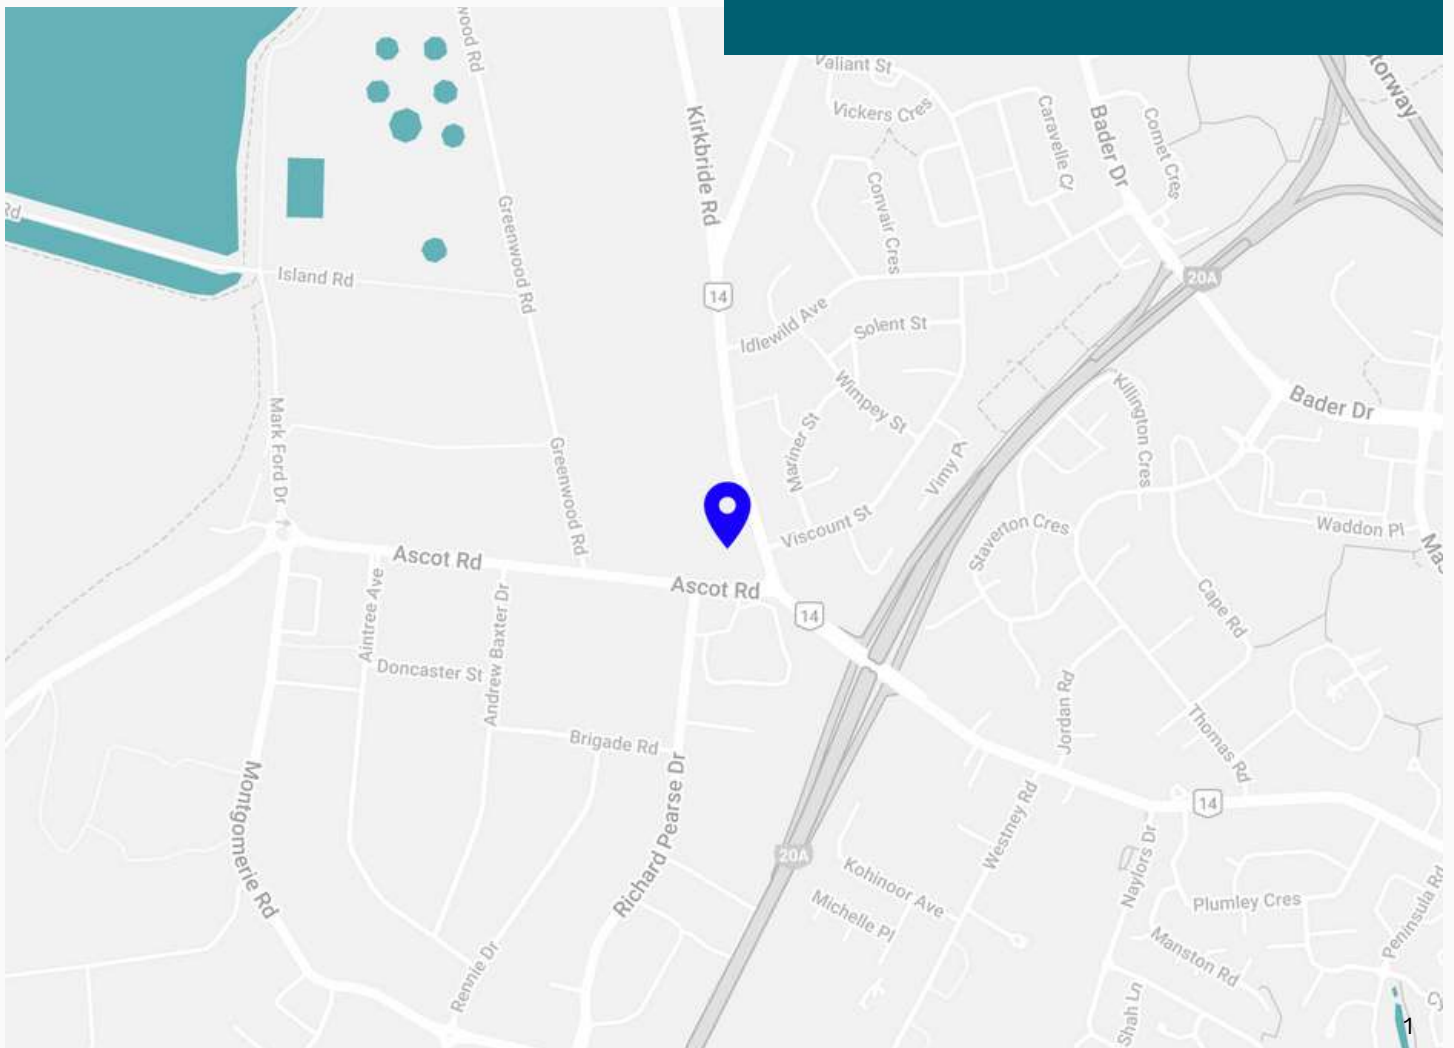 wood Rd
Valiant St
torway
Vickers Cres
Kirkbride Rd
Caravelle Cl
Bader Dr
Comet Cres
Rd
Greenwood Rd
Convair Cres
Island Rd
20A
14
Idlewild Ave
Solent St
Mark Ford Dr
Wimpey St
Killington Cres
Bader Dr
Mariner St
Greenwood Rd
Vimy Pl
Viscount St
Staverton Cres
Waddon Pl
Mas
Ascot Rd
Ascot Rd
Aintree Ave
Andrew Baxter Dr
14
Cape Rd
Doncaster St
Jordan Rd
Brigade Rd
Thomas Rd
Montgomerie Rd
Richard Pearse Dr
Westney Rd
14
20A
Kohinoor Ave
Naylors Dr
Michelle Pl
Plumley Cres
Peninsula Rd
Manston Rd
Rennie Dr
Shah Ln
Cy
1